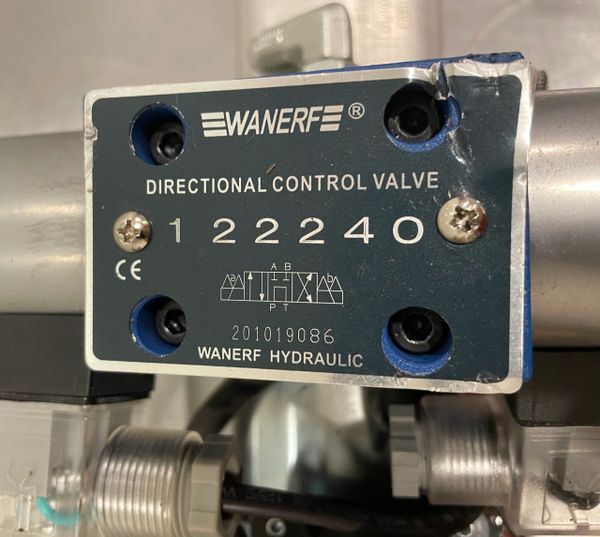 WANERF®
DIRECTIONAL CONTROL VALVE
122240
CE
A B
a b
P T
201019086
WANERF HYDRAULIC